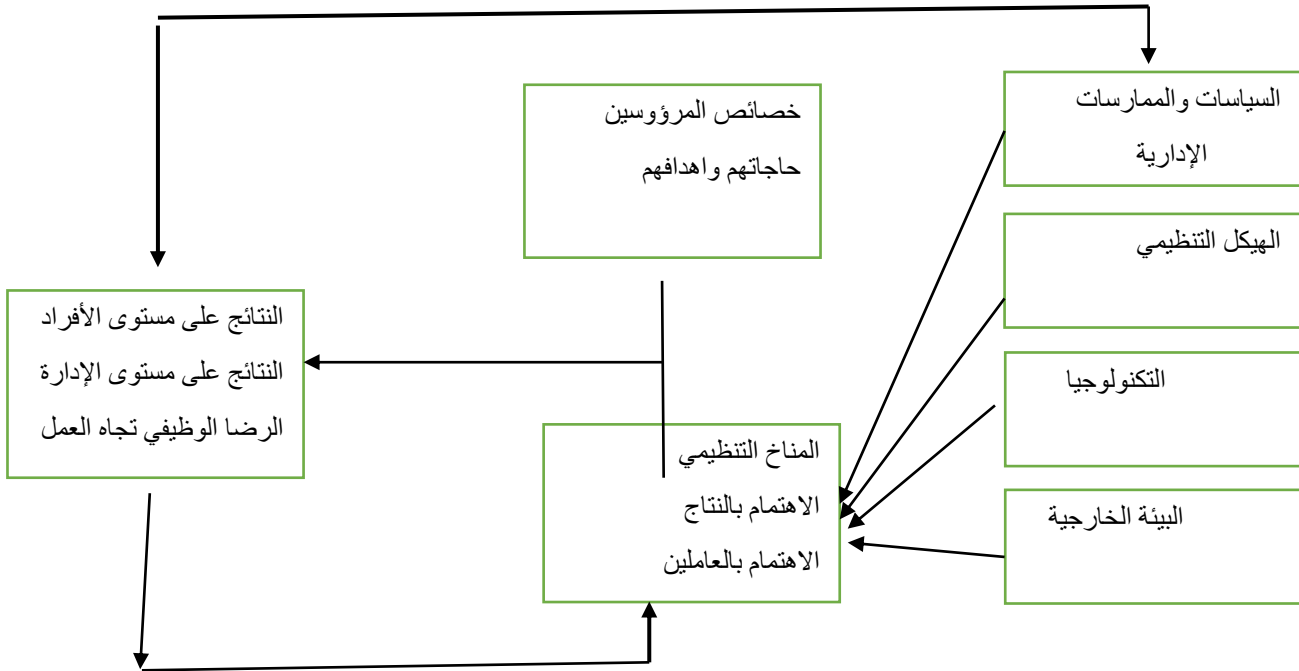 السياسات والممارسات
الإدارية
خصائص المرؤوسين
حاجاتهم واهدافهم
الهيكل التنظيمي
التكنولوجيا
البيئة الخارجية
المناخ التنظيمي
الاهتمام بالنتاج
الاهتمام بالعاملين
النتائج على مستوى الأفراد
النتائج على مستوى الإدارة
الرضا الوظيفي تجاه العمل